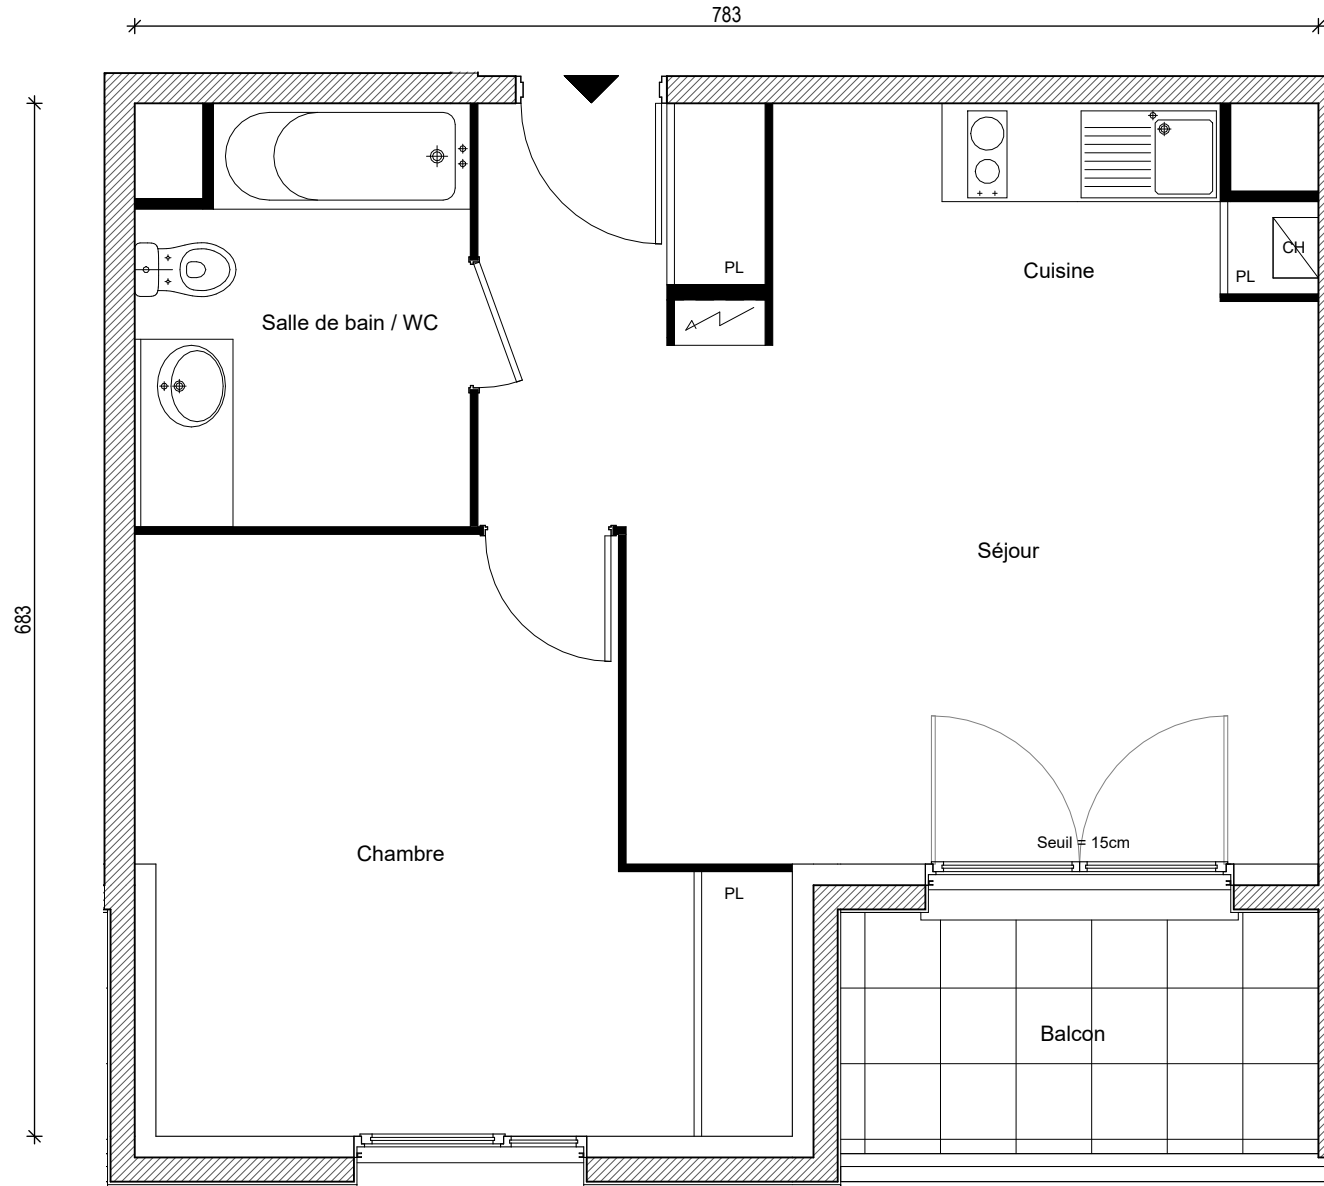 783
PL
CH
PL
Cuisine
Salle de bain / WC
Séjour
683
Seuil = 15cm
Chambre
PL
Balcon